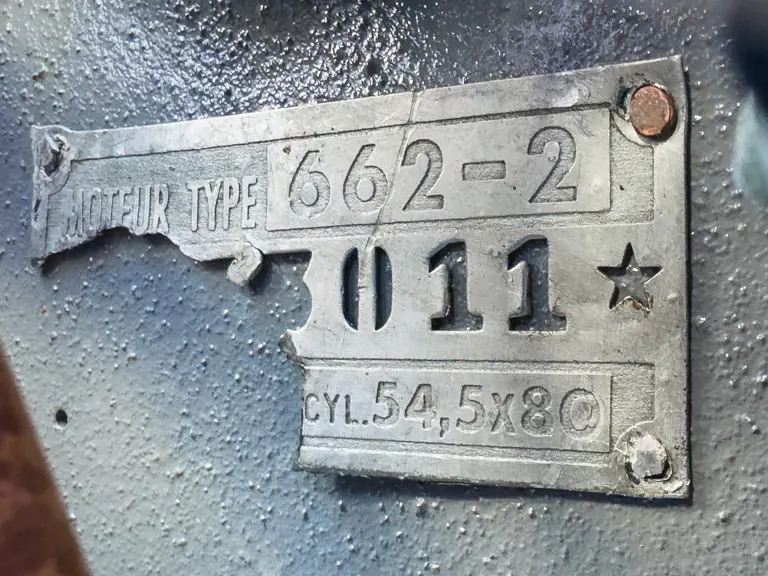 MOTEUR TYPE 662-2
011☆
CYL.54,5X80